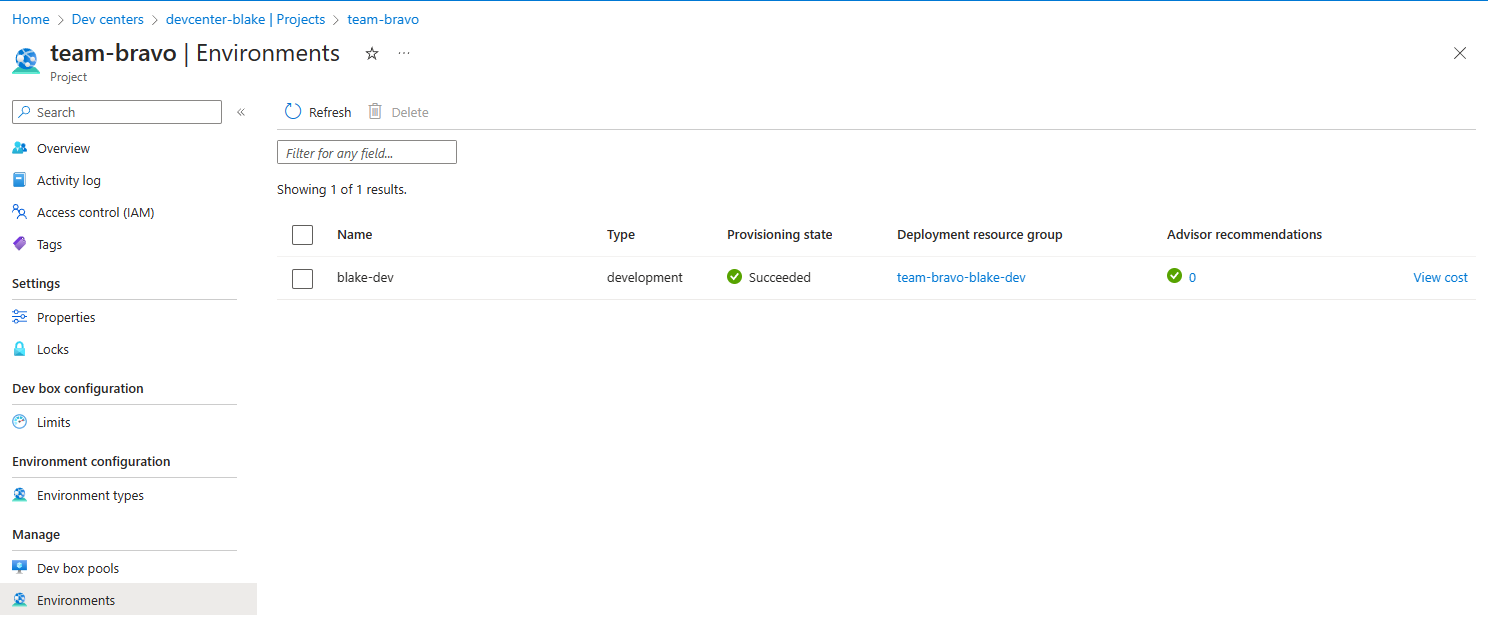 Home > Dev centers > devcenter-blake | Projects > team-bravo
team-bravo | Environments ☆ ...
Project
Search «
Overview
Activity log
Access control (IAM)
Tags
Settings
Properties
Locks
Dev box configuration
Limits
Environment configuration
Environment types
Manage
Dev box pools
Environments
Refresh Delete
Filter for any field...
Showing 1 of 1 results.
Name Type Provisioning state Deployment resource group Advisor recommendations
blake-dev development Succeeded team-bravo-blake-dev 0 View cost